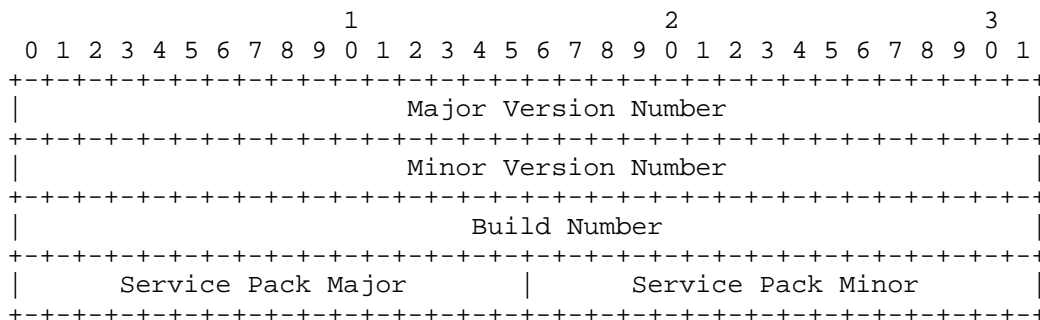 1                   2                   3
 0 1 2 3 4 5 6 7 8 9 0 1 2 3 4 5 6 7 8 9 0 1 2 3 4 5 6 7 8 9 0 1
+-+-+-+-+-+-+-+-+-+-+-+-+-+-+-+-+-+-+-+-+-+-+-+-+-+-+-+-+-+-+-+-+
|                        Major Version Number                   |
+-+-+-+-+-+-+-+-+-+-+-+-+-+-+-+-+-+-+-+-+-+-+-+-+-+-+-+-+-+-+-+-+
|                        Minor Version Number                   |
+-+-+-+-+-+-+-+-+-+-+-+-+-+-+-+-+-+-+-+-+-+-+-+-+-+-+-+-+-+-+-+-+
|                            Build Number                       |
+-+-+-+-+-+-+-+-+-+-+-+-+-+-+-+-+-+-+-+-+-+-+-+-+-+-+-+-+-+-+-+-+
|      Service Pack Major       |      Service Pack Minor       |
+-+-+-+-+-+-+-+-+-+-+-+-+-+-+-+-+-+-+-+-+-+-+-+-+-+-+-+-+-+-+-+-+